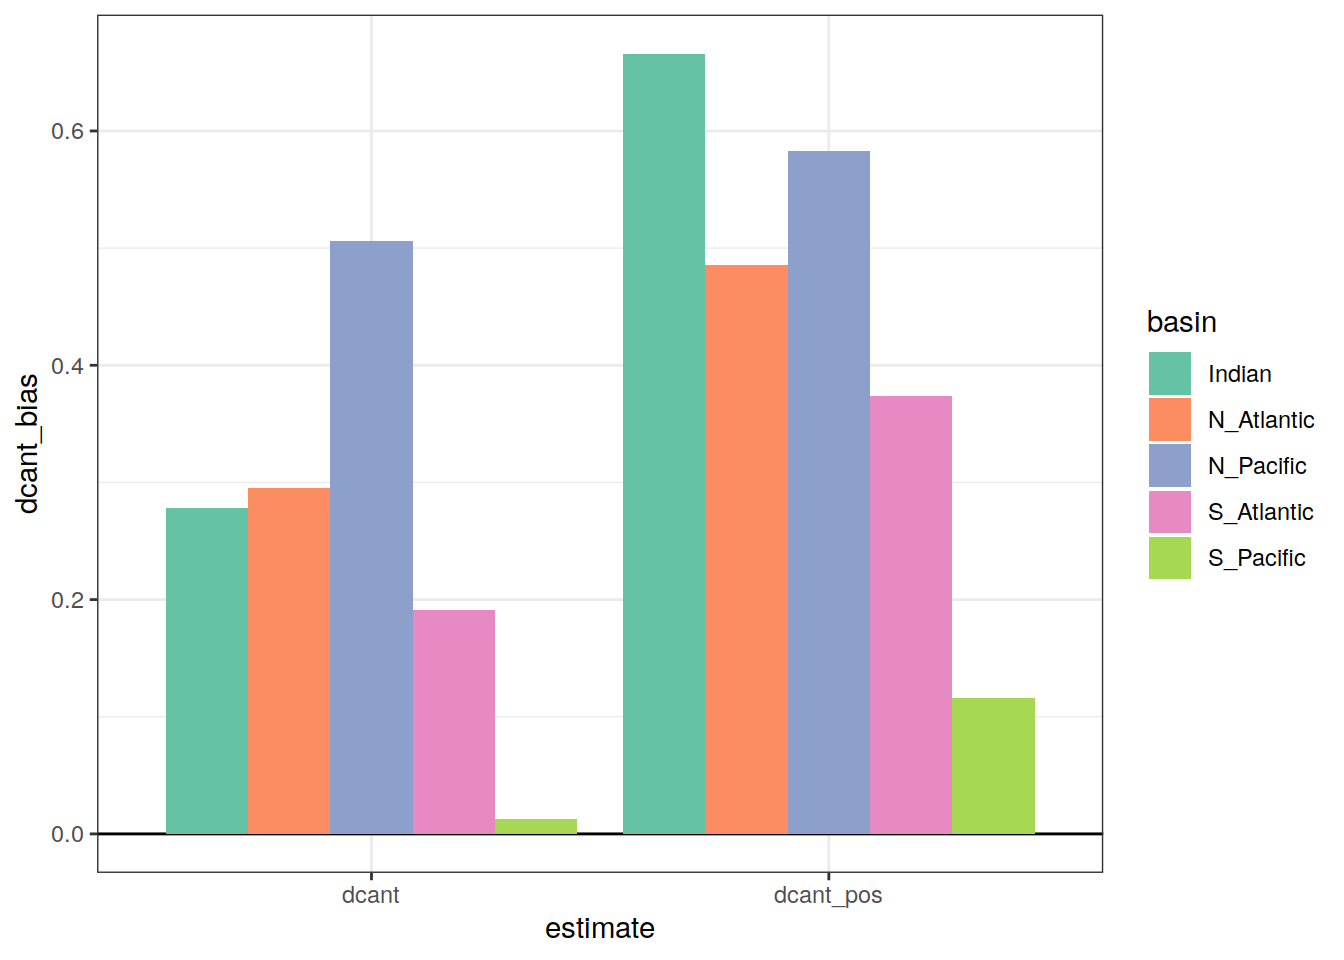 dcant_bias
0.6
0.4
0.2
0.0
dcant
dcant_pos
estimate
basin
Indian
N_Atlantic
N_Pacific
S_Atlantic
S_Pacific